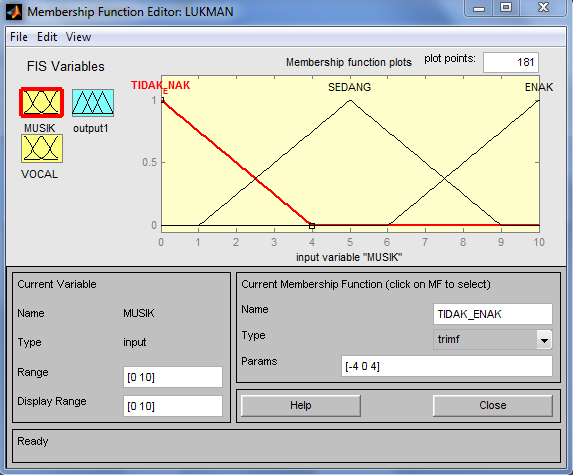 Membership Function Editor: LUKMAN
File Edit View
FIS Variables
MUSIK
output1
VOCAL
Membership function plots
plot points:
181
TIDAK_ENAK
SEDANG
ENAK
1
0.5
0
0 1 2 3 4 5 6 7 8 9 10
input variable "MUSIK"
Current Variable
Name MUSIK
Type input
Range [0 10]
Display Range [0 10]
Current Membership Function (click on MF to select)
Name TIDAK_ENAK
Type trimf
Params [-4 0 4]
Help Close
Ready